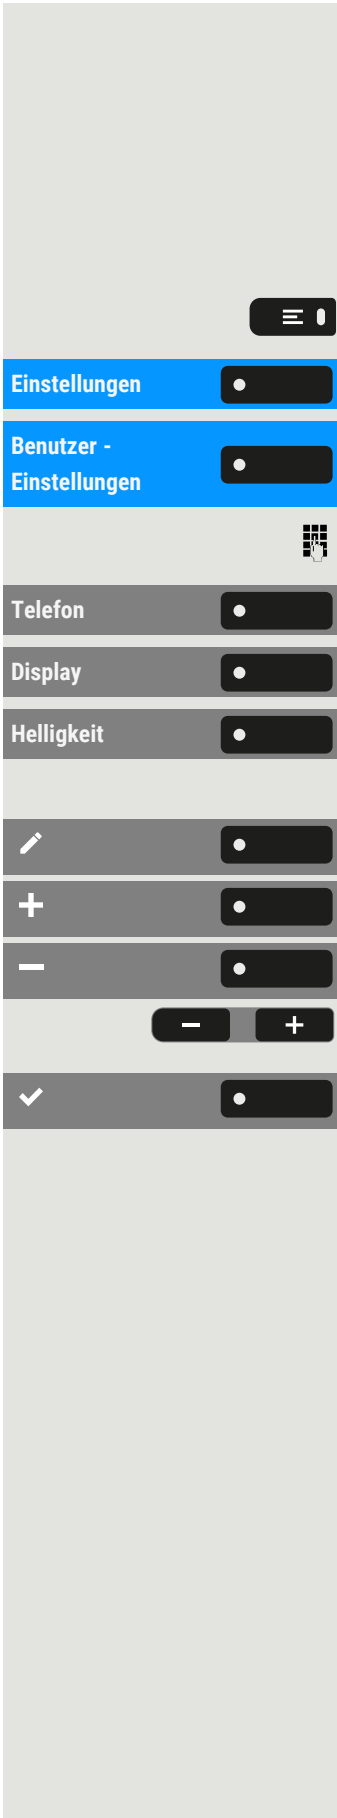 Einstellungen
Benutzer -
Einstellungen
Telefon
Display
Helligkeit